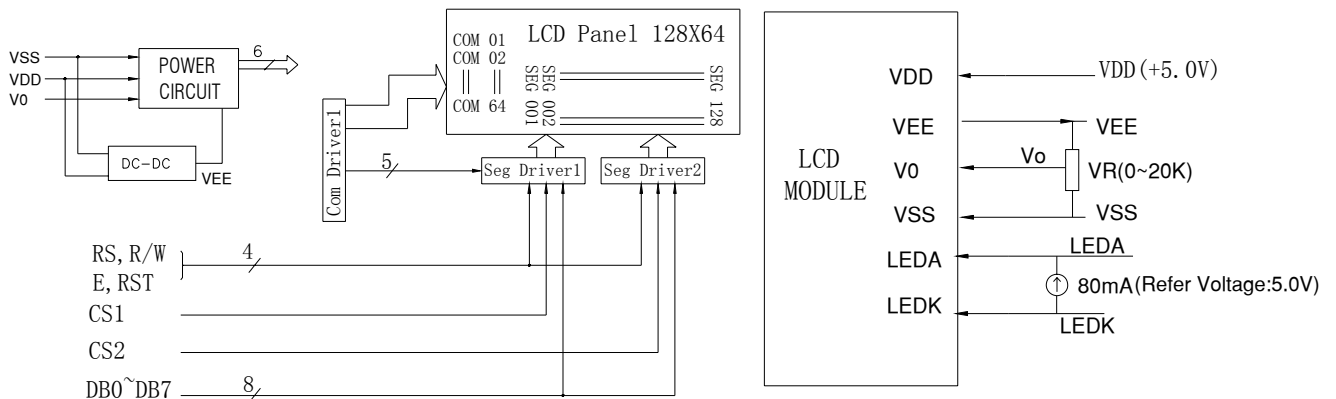 VSS
VDD
V0
POWER
CIRCUIT
6
DC-DC
VEE
Com Driver1
LCD Panel 128X64
COM 01
COM 02
COM 64
SEG 001
SEG 002
SEG 128
5
Seg Driver1
Seg Driver2
RS, R/W
E, RST
4
CS1
CS2
DB0~DB7
8
LCD
MODULE
VDD
VDD(+5.0V)
VEE
VEE
V0
Vo
VR(0~20K)
VSS
VSS
LEDA
LEDA
80mA(Refer Voltage:5.0V)
LEDK
LEDK